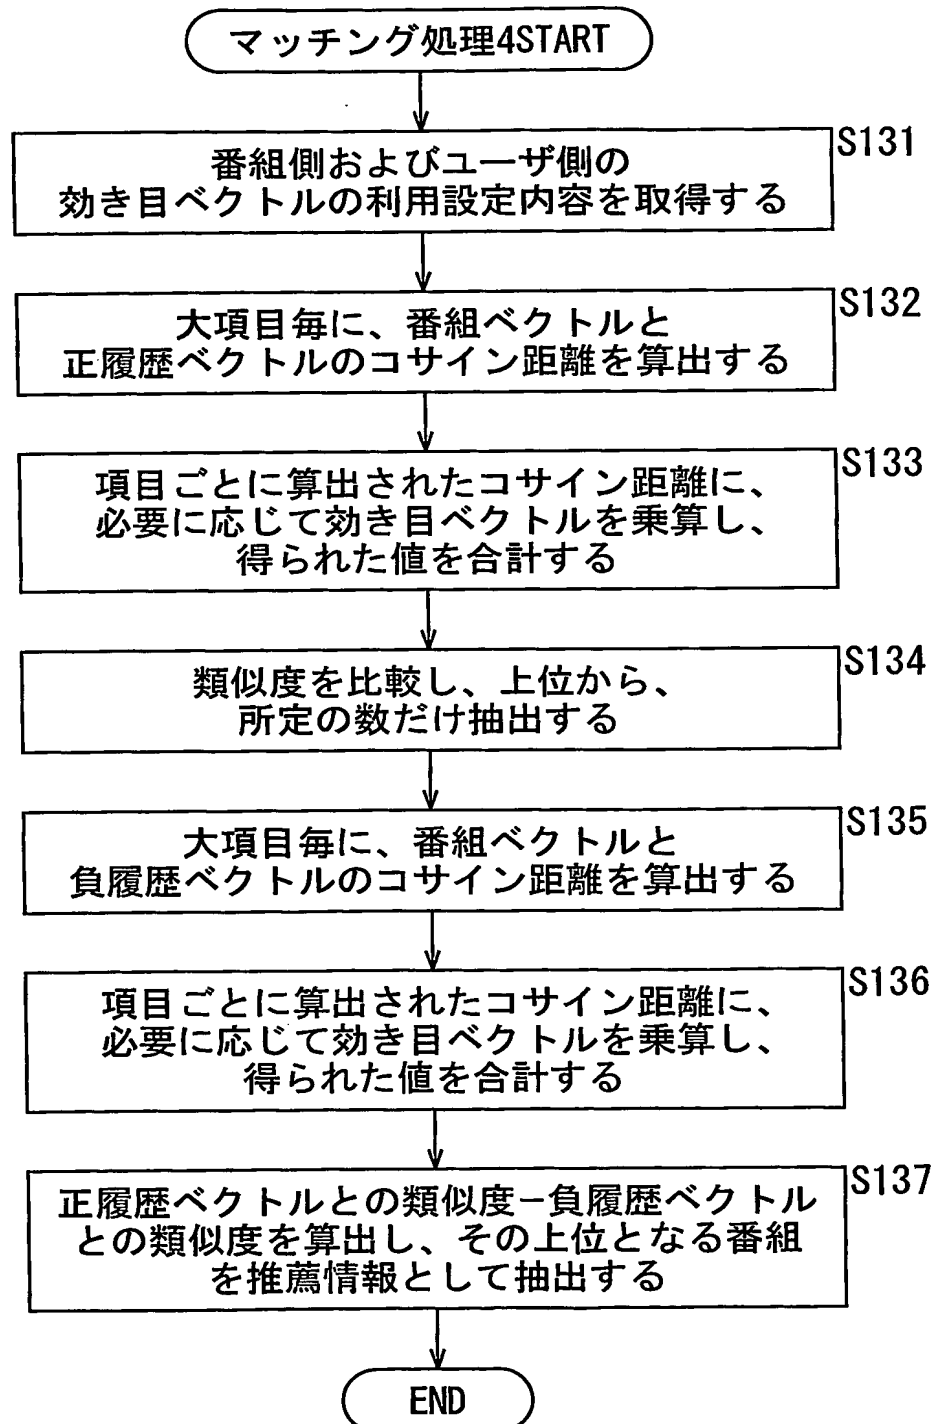 マッチング処理4START
S131
番組側およびユーザ側の
効き目ベクトルの利用設定内容を取得する
S132
大項目毎に、番組ベクトルと
正履歴ベクトルのコサイン距離を算出する
S133
項目ごとに算出されたコサイン距離に、
必要に応じて効き目ベクトルを乗算し、
得られた値を合計する
S134
類似度を比較し、上位から、
所定の数だけ抽出する
S135
大項目毎に、番組ベクトルと
負履歴ベクトルのコサイン距離を算出する
S136
項目ごとに算出されたコサイン距離に、
必要に応じて効き目ベクトルを乗算し、
得られた値を合計する
S137
正履歴ベクトルとの類似度−負履歴ベクトル
との類似度を算出し、その上位となる番組
を推薦情報として抽出する
END